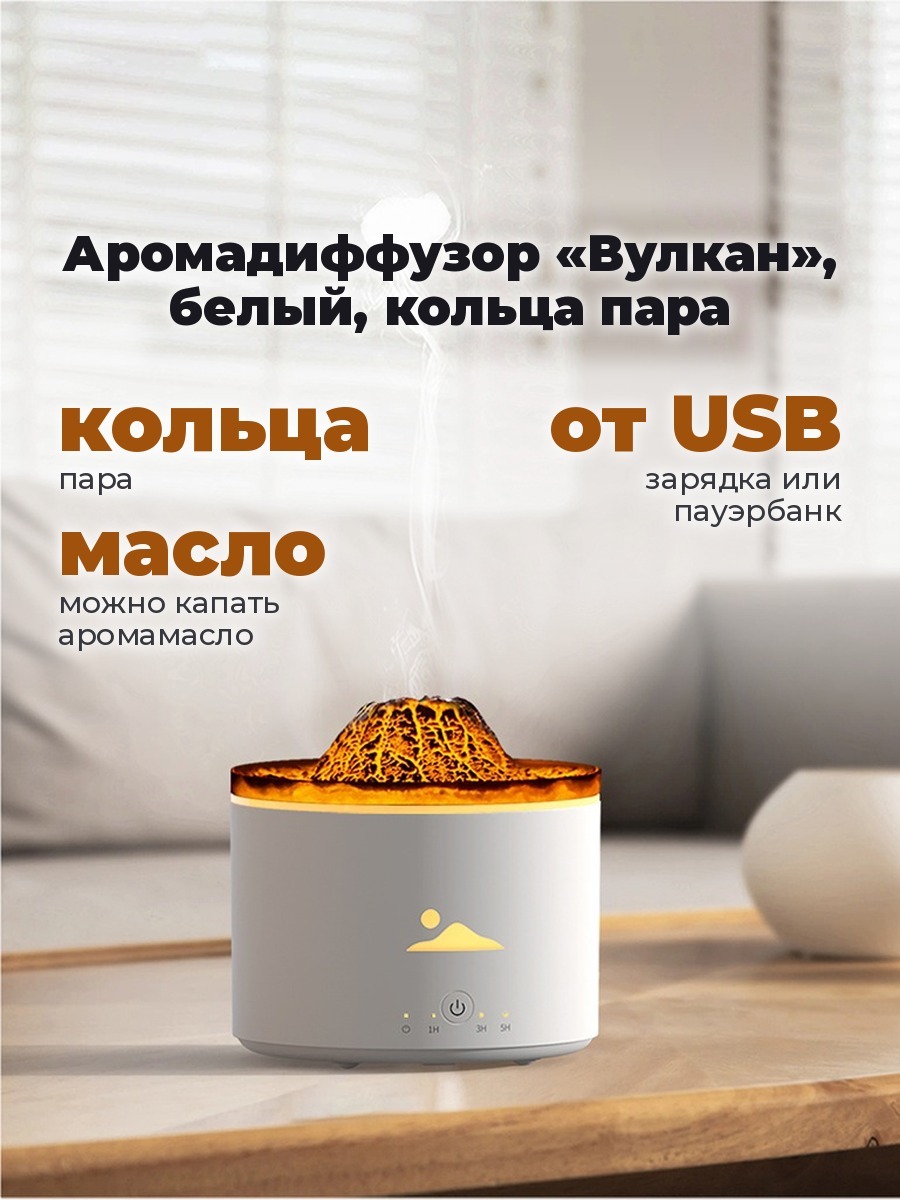 Аромадиффузор «Вулкан»,
белый, кольца пара
кольца
пара
от USB
зарядка или
пауэрбанк
масло
можно капать
аромамасло
1H 3H 5H